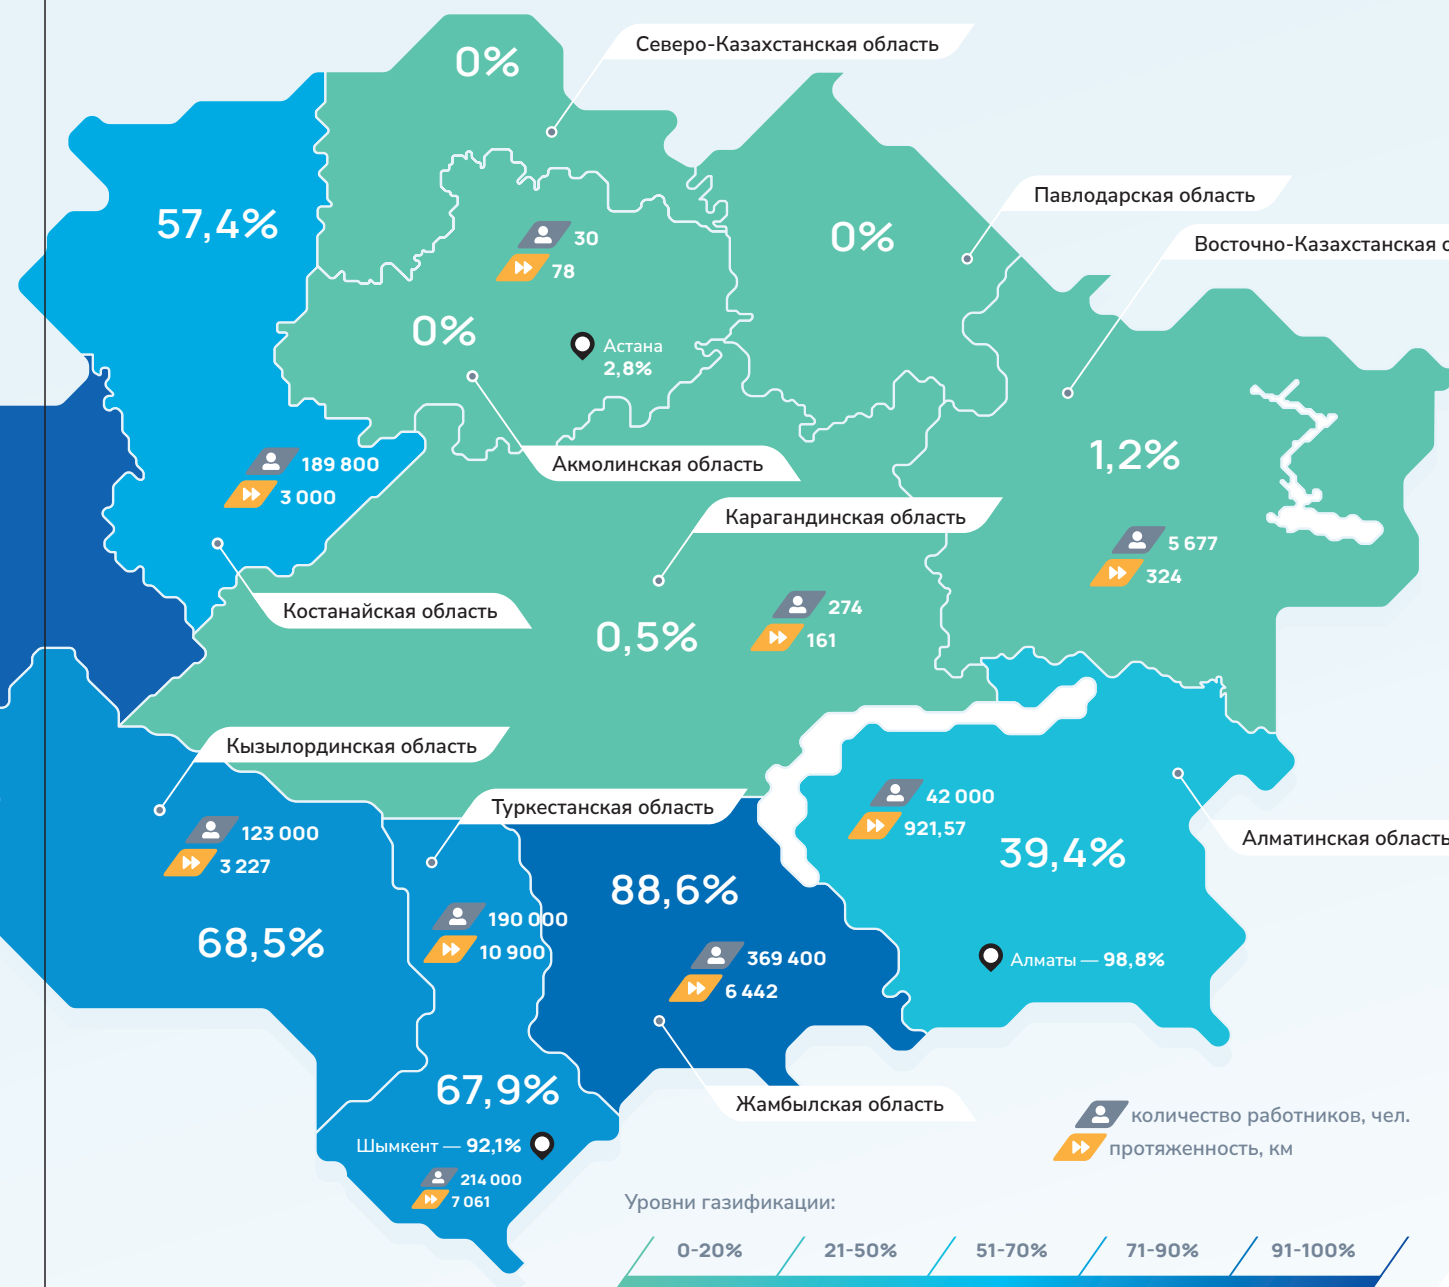 0%
Северо-Казахстанская область
57,4%
Павлодарская область
30
78
0%
Восточно-Казахстанская о
0%
Астана
2,8%
1,2%
189 800
3 000
Акмолинская область
Карагандинская область
5 677
324
Костанайская область
0,5%
274
161
Кызылординская область
42 000
921,57
39,4%
Туркестанская область
123 000
3 227
Алматинская область
88,6%
190 000
10 900
68,5%
369 400
6 442
Алматы — 98,8%
67,9%
Жамбылская область
Шымкент — 92,1%
214 000
7 061
количество работников, чел.
протяженность, км
Уровни газификации:
0-20% 21-50% 51-70% 71-90% 91-100%